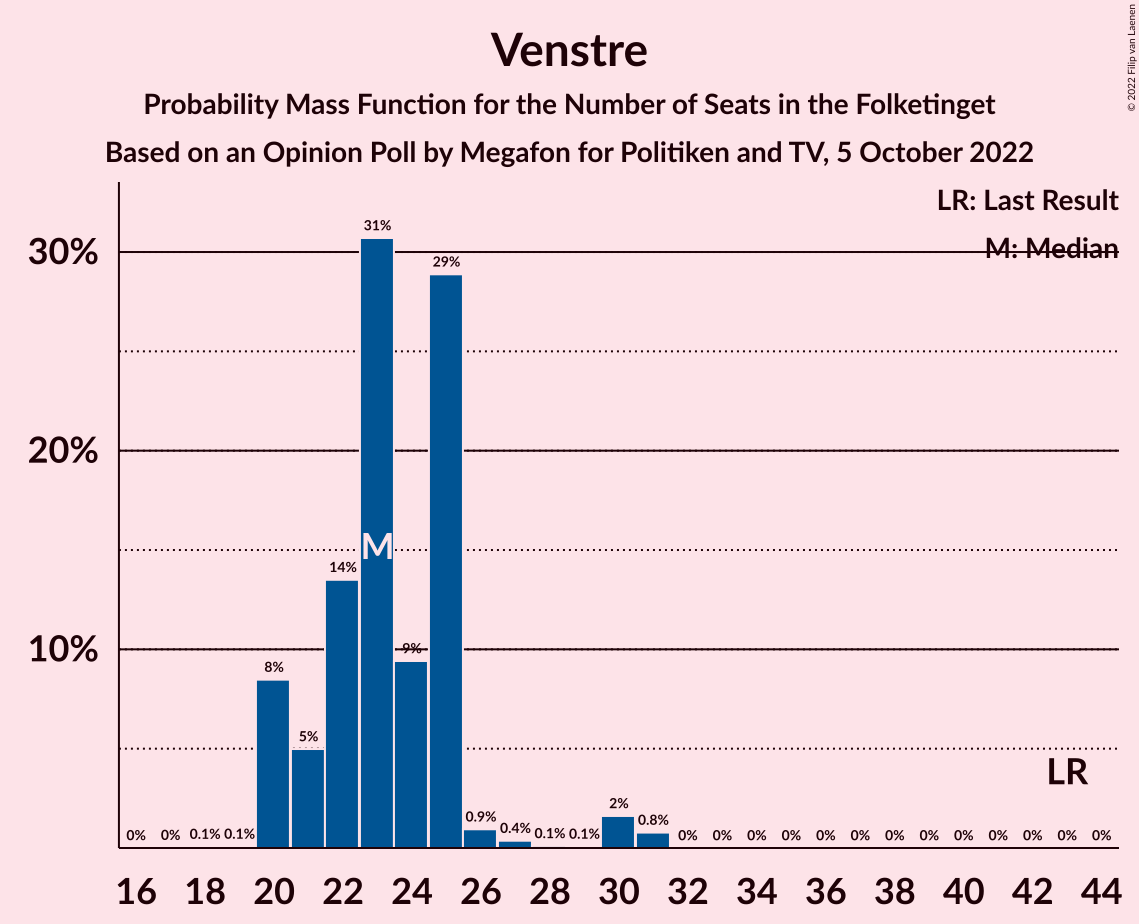 Venstre
Probability Mass Function for the Number of Seats in the Folketinget
Based on an Opinion Poll by Megafon for Politiken and TV, 5 October 2022
© 2022 Filip van Laenen
LR: Last Result
M: Median
30%
20%
10%
0% 0% 0.1% 0.1% 8% 5% 14% 31% 9% 29% 0.9% 0.4% 0.1% 0.1% 2% 0.8% 0% 0% 0% 0% 0% 0% 0% 0% 0% 0% 0% 0% 0%
M
LR
16 18 20 22 24 26 28 30 32 34 36 38 40 42 44